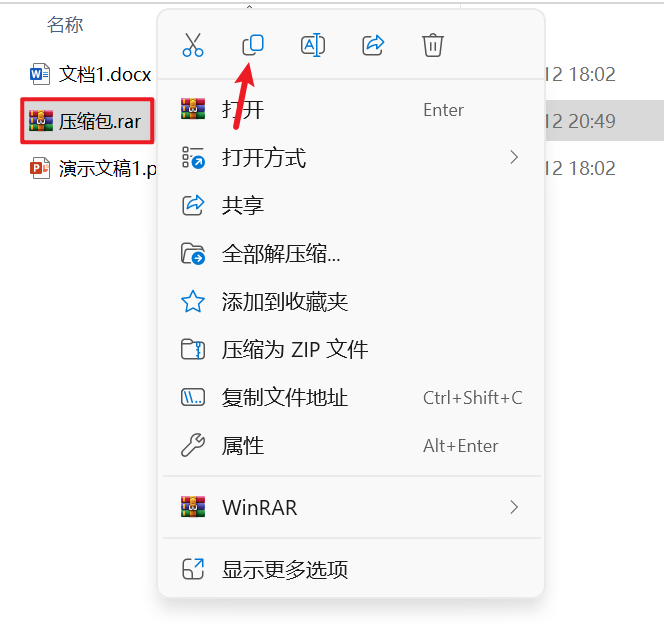 名称
文档1.docx
12 18:02
压缩包.rar
12 20:49
演示文稿1.p
12 18:02
打开 Enter
打开方式
共享
全部解压缩...
添加到收藏夹
压缩为 ZIP 文件
复制文件地址 Ctrl+Shift+C
属性 Alt+Enter
WinRAR
显示更多选项